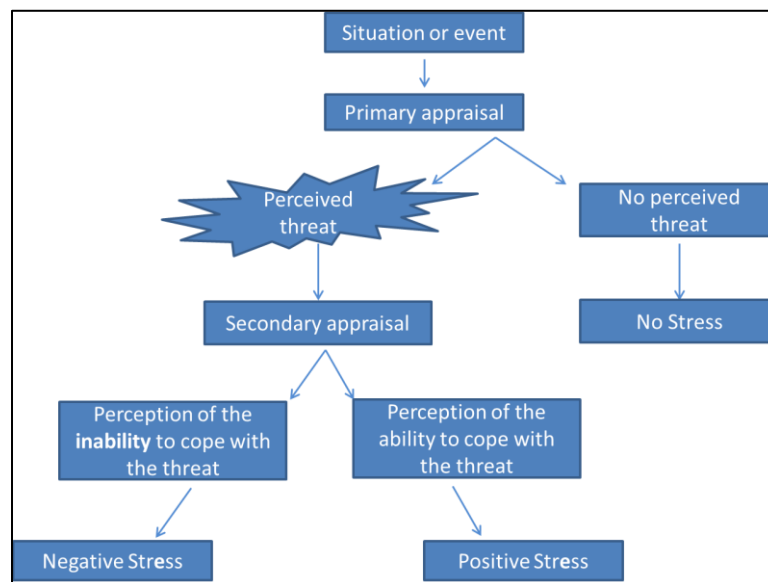 Situation or event
Primary appraisal
Perceived
threat
No perceived
threat
Secondary appraisal
No Stress
Perception of the
inability to cope with
the threat
Perception of the
ability to cope with
the threat
Negative Stress
Positive Stress